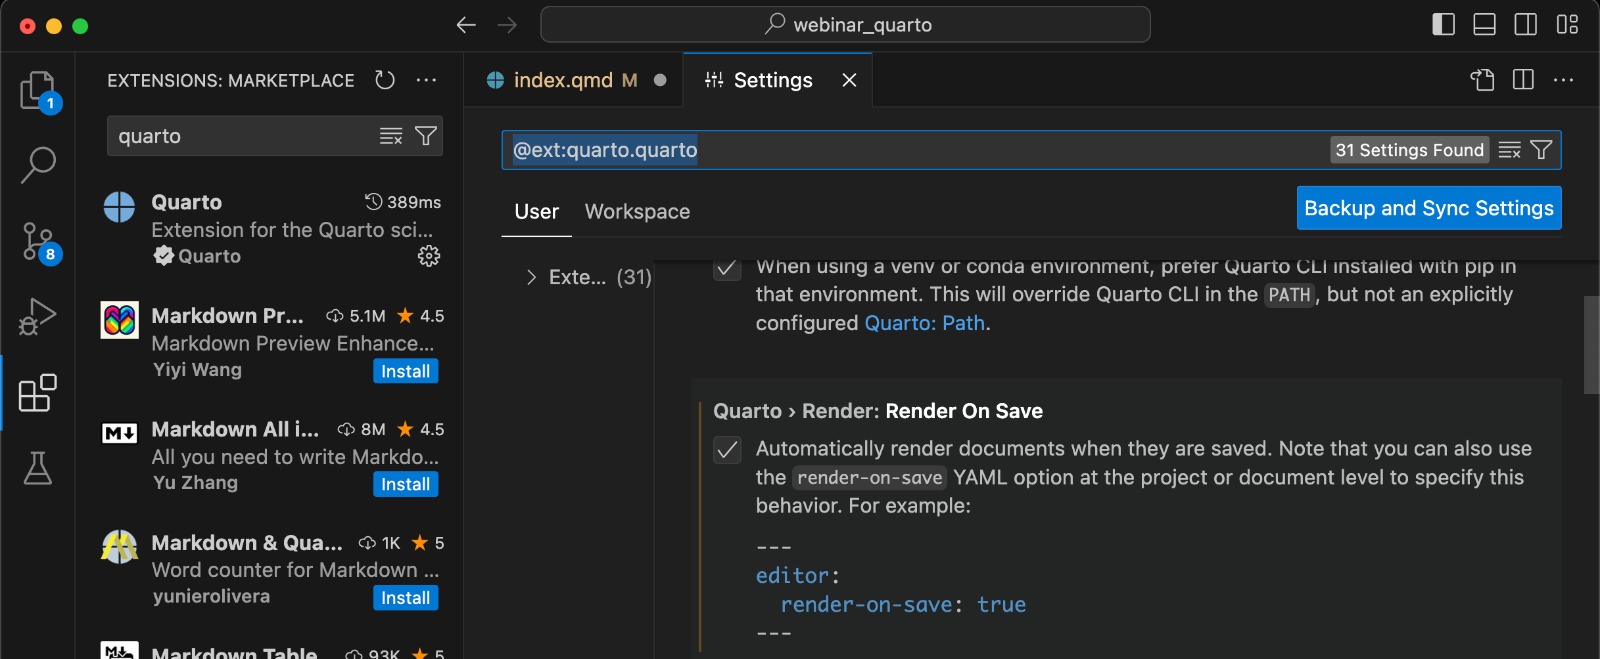 webinar_quarto
EXTENSIONS: MARKETPLACE
index.qmd M
Settings
1
quarto
@ext:quarto.quarto
31 Settings Found
Quarto
389ms
Extension for the Quarto sci...
Quarto
User
Workspace
Backup and Sync Settings
8
Exte... (31)
When using a venv or conda environment, prefer Quarto CLI installed with pip in
that environment. This will override Quarto CLI in the PATH, but not an explicitly
configured Quarto: Path.
Markdown Pr...
5.1M ★ 4.5
Markdown Preview Enhance...
Yiyi Wang
Install
Quarto › Render: Render On Save
Automatically render documents when they are saved. Note that you can also use
the render-on-save YAML option at the project or document level to specify this
behavior. For example:
---
editor:
render-on-save: true
---
M↓
Markdown All i...
8M ★ 4.5
All you need to write Markdo...
Yu Zhang
Install
Markdown & Qua...
1K ★ 5
Word counter for Markdown ...
yunierolivera
Install
Markdown Table
93K ★ 5